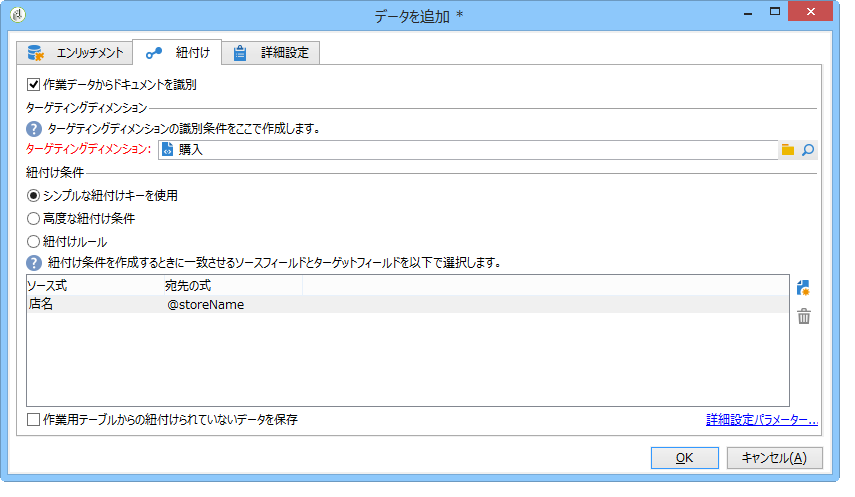 データを追加 *
エンリッチメント 紐付け 詳細設定
作業データからドキュメントを識別
ターゲティングディメンション
ターゲティングディメンションの識別条件をここで作成します。
ターゲティングディメンション: 購入
紐付け条件
シンプルな紐付けキーを使用
高度な紐付け条件
紐付けルール
紐付け条件を作成するときに一致させるソースフィールドとターゲットフィールドを以下で選択します。
ソース式 宛先の式
店名 @storeName
作業用テーブルからの紐付けられていないデータを保存 詳細設定パラメーター...
OK キャンセル(A)